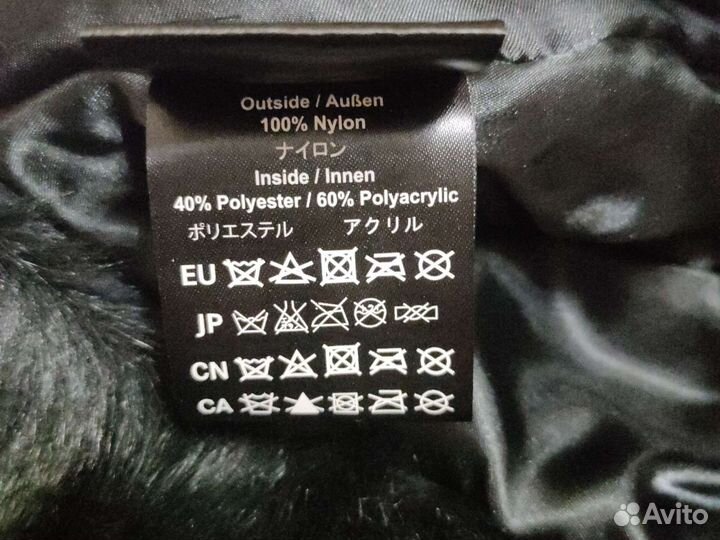 Outside / Außen
100% Nylon
ナイロン
Inside / Innen
40% Polyester / 60% Polyacrylic
ポリエステル アクリル
EU
JP
CN
CA
Avito